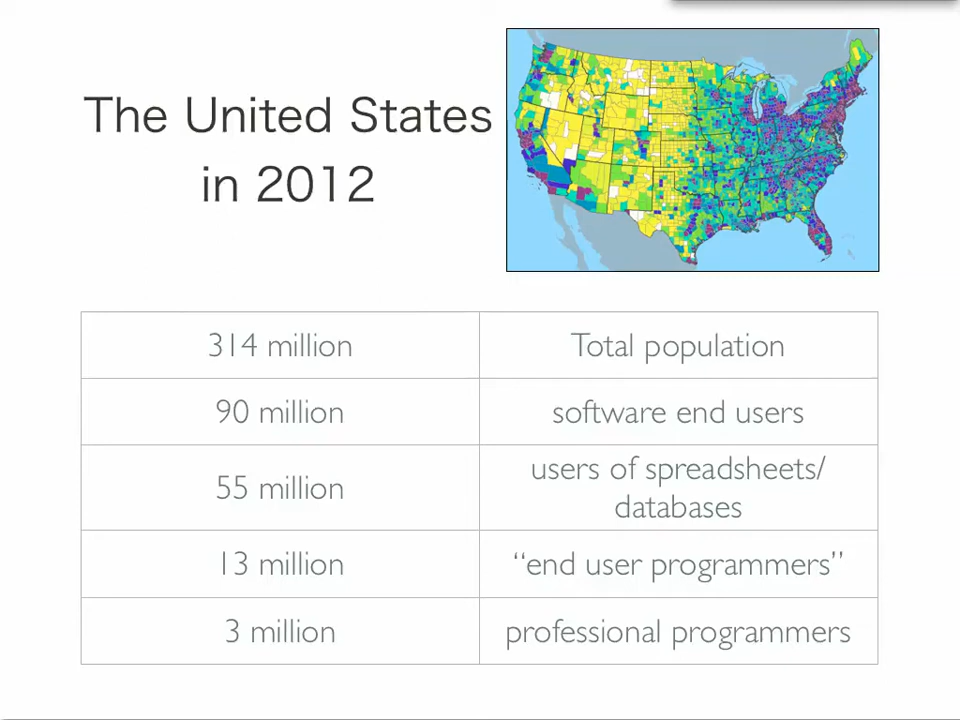 The United States
in 2012
314 million
Total population
90 million
software end users
55 million
users of spreadsheets/
databases
13 million
“end user programmers”
3 million
professional programmers